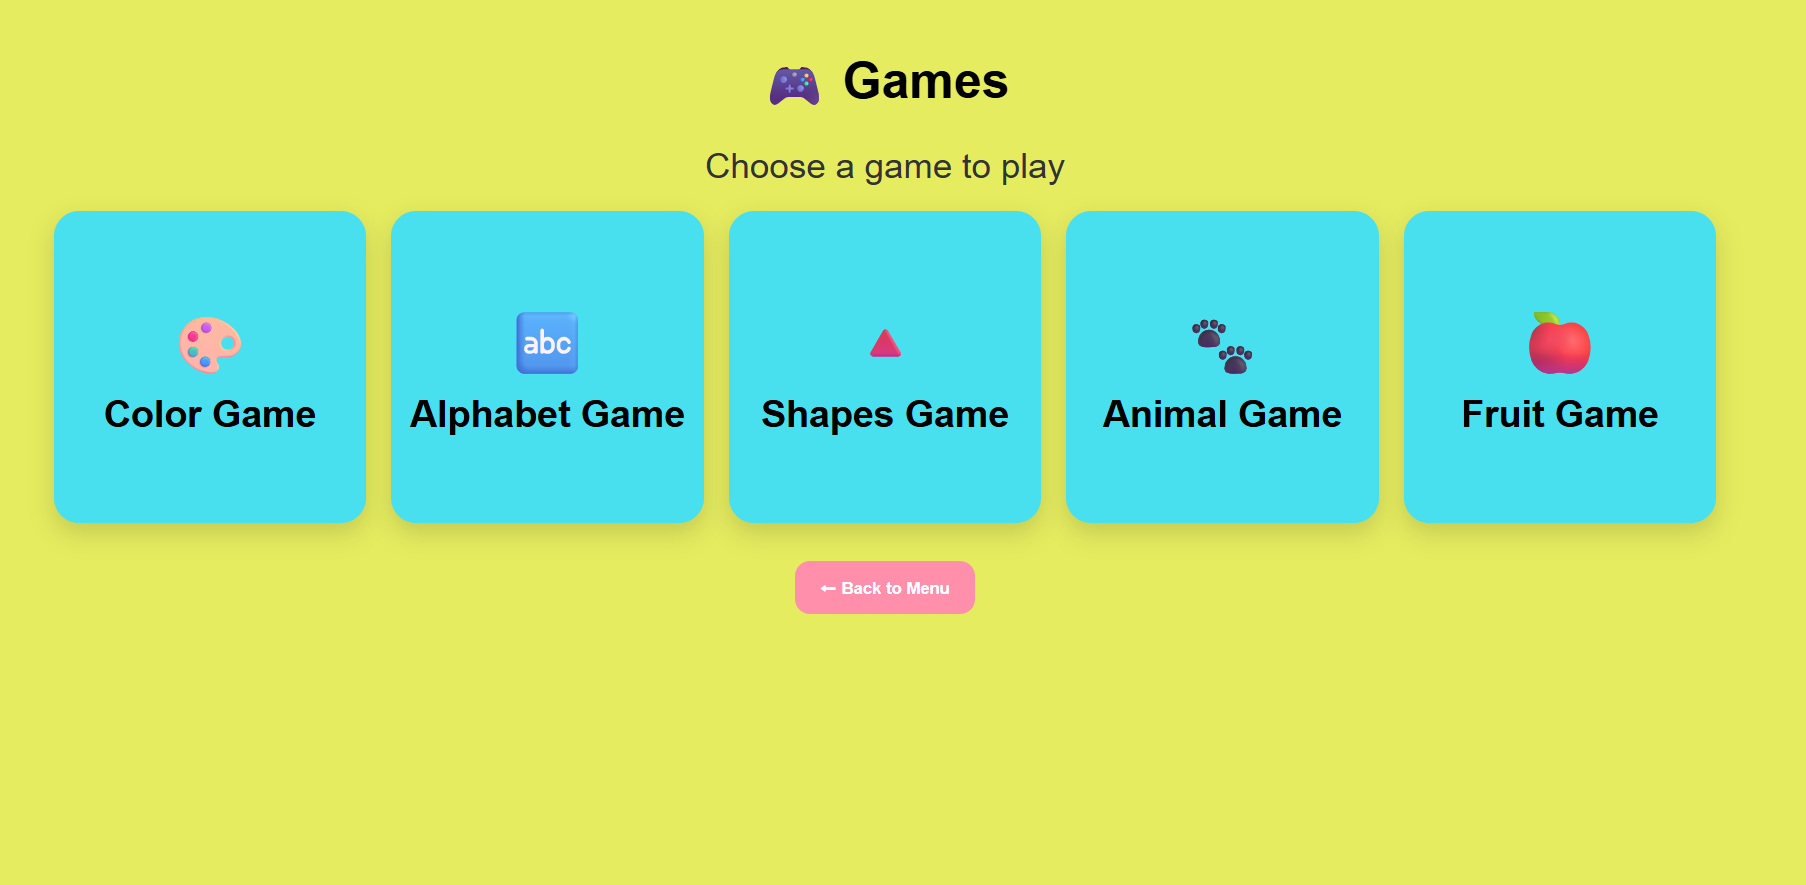 Games
Choose a game to play
abc
Color Game
Alphabet Game
Shapes Game
Animal Game
Fruit Game
← Back to Menu